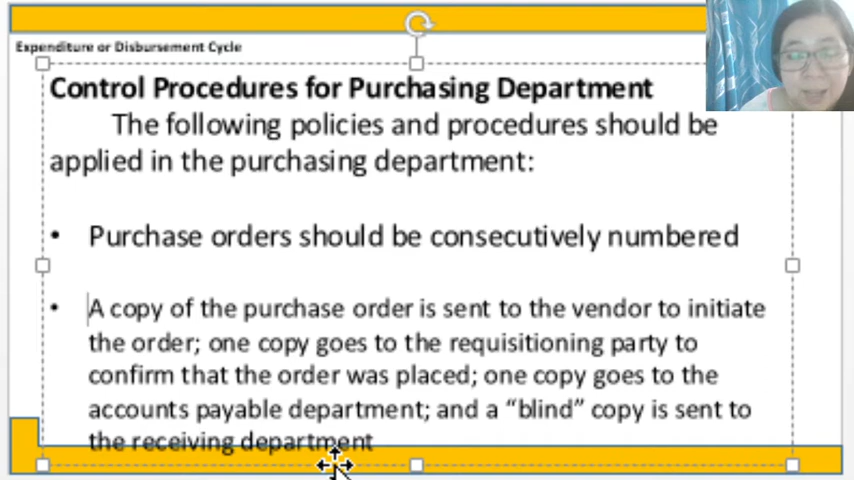 Expenditure or Disbursement Cycle
Control Procedures for Purchasing Department
The following policies and procedures should be
applied in the purchasing department:
• Purchase orders should be consecutively numbered
• A copy of the purchase order is sent to the vendor to initiate
the order; one copy goes to the requisitioning party to
confirm that the order was placed; one copy goes to the
accounts payable department; and a “blind” copy is sent to
the receiving department